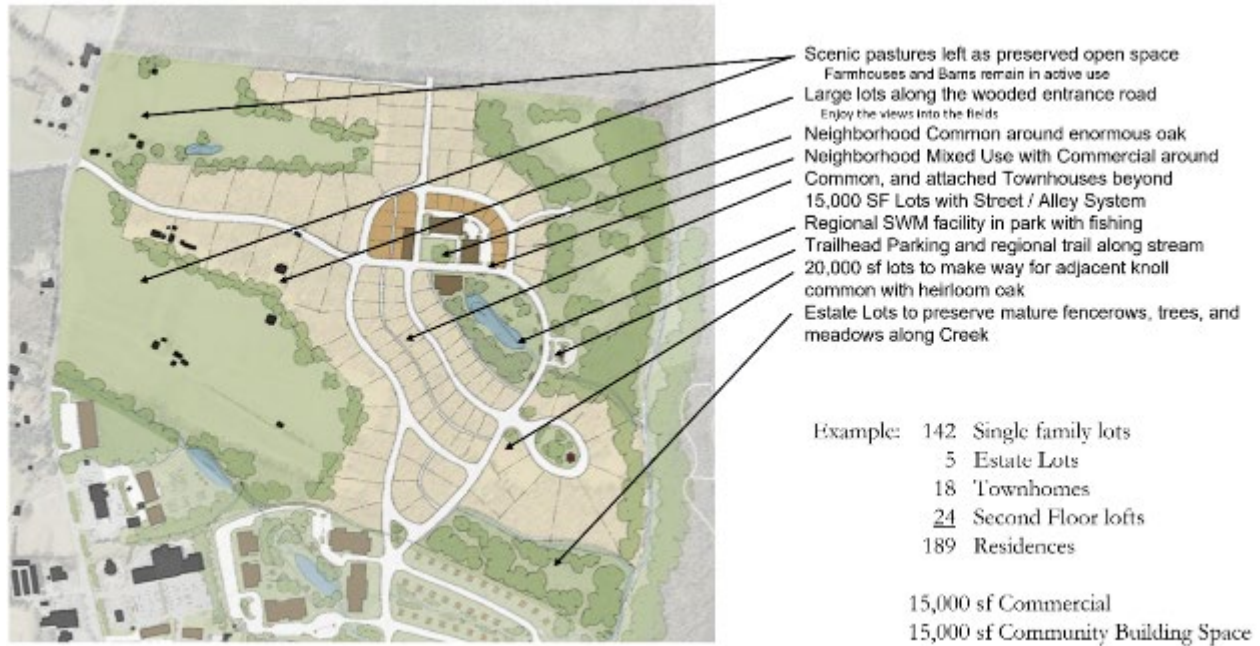 Scenic pastures left as preserved open space
Farmhouses and Barns remain in active use
Large lots along the wooded entrance road
Enjoy the views into the fields
Neighborhood Common around enormous oak
Neighborhood Mixed Use with Commercial around
Common, and attached Townhouses beyond
15,000 SF Lots with Street / Alley System
Regional SWM facility in park with fishing
Trailhead Parking and regional trail along stream
20,000 sf lots to make way for adjacent knoll
common with heirloom oak
Estate Lots to preserve mature fencerows, trees, and
meadows along Creek
Example: 142 Single family lots
5 Estate Lots
18 Townhomes
24 Second Floor lofts
189 Residences
15,000 sf Commercial
15,000 sf Community Building Space